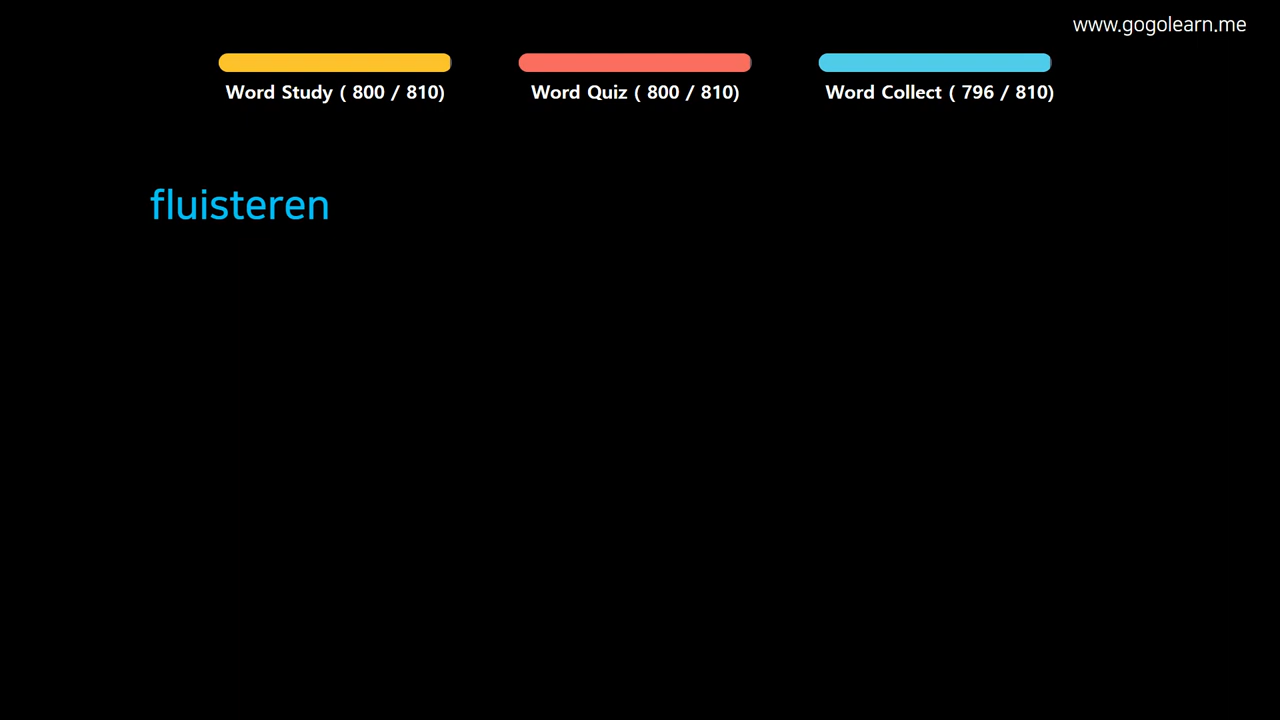 www.gogolearn.me
Word Study ( 800 / 810)
Word Quiz ( 800 / 810)
Word Collect ( 796 / 810)
fluisteren